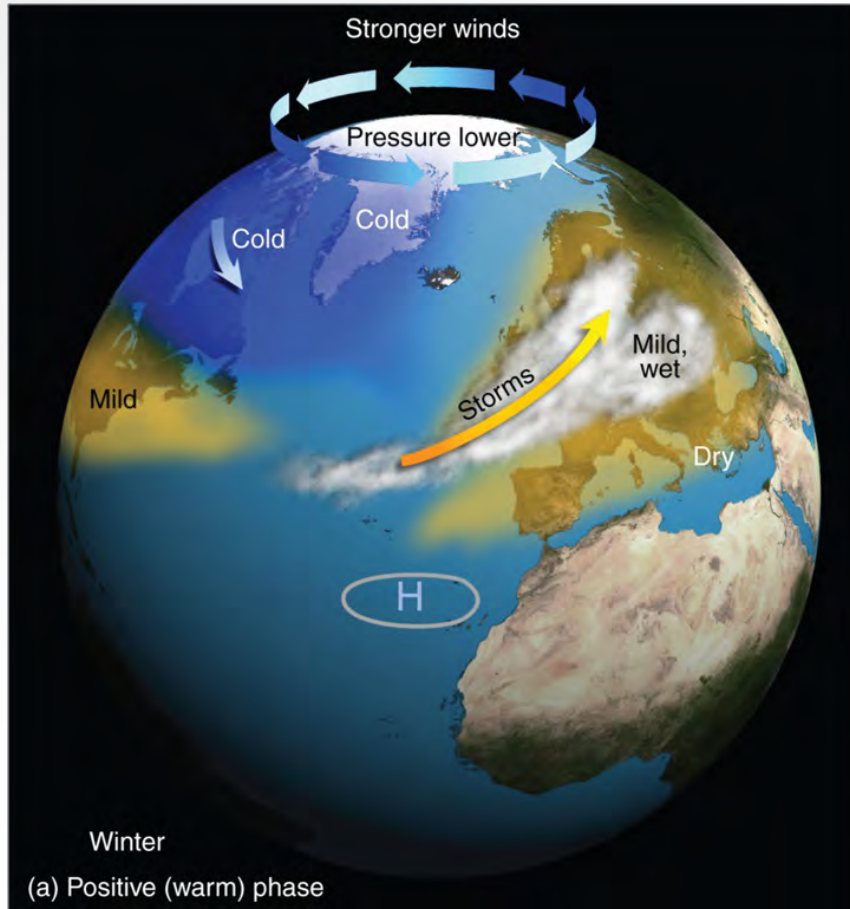 Stronger winds
Pressure lower
Cold
Cold
Mild
Storms
Mild,
wet
Dry
H
Winter
(a) Positive (warm) phase